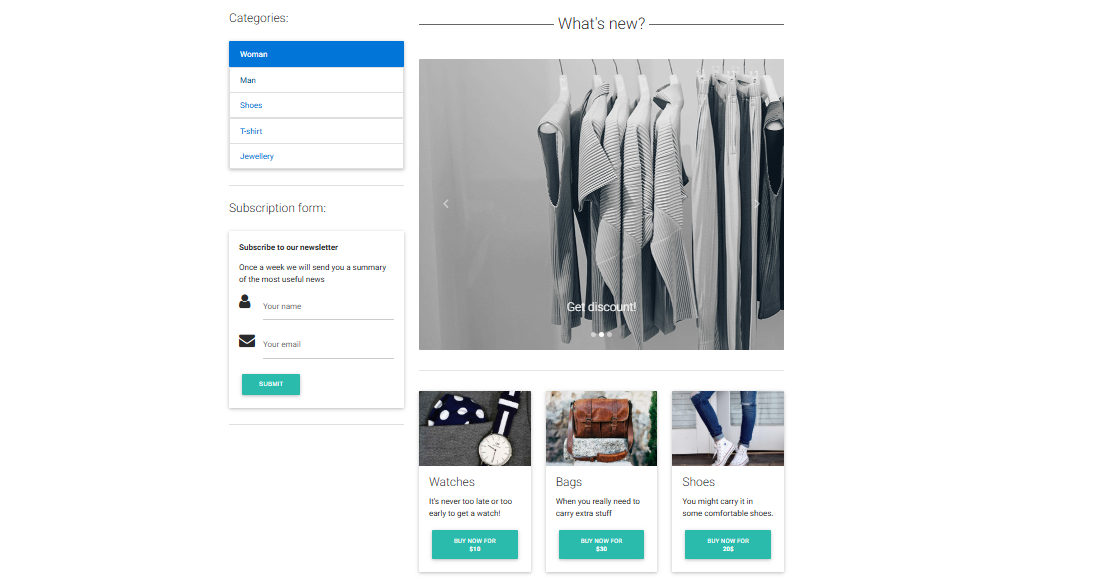 Categories:
Woman
Man
Shoes
T-shirt
Jewellery
Subscription form:
Subscribe to our newsletter
Once a week we will send you a summary
of the most useful news
Your name
Your email
SUBMIT
What's new?
Get discount!
Watches
It's never too late or too
early to get a watch!
BUY NOW FOR
$10
Bags
When you really need to
carry extra stuff
BUY NOW FOR
$30
Shoes
You might carry it in
some comfortable shoes.
BUY NOW FOR
20$